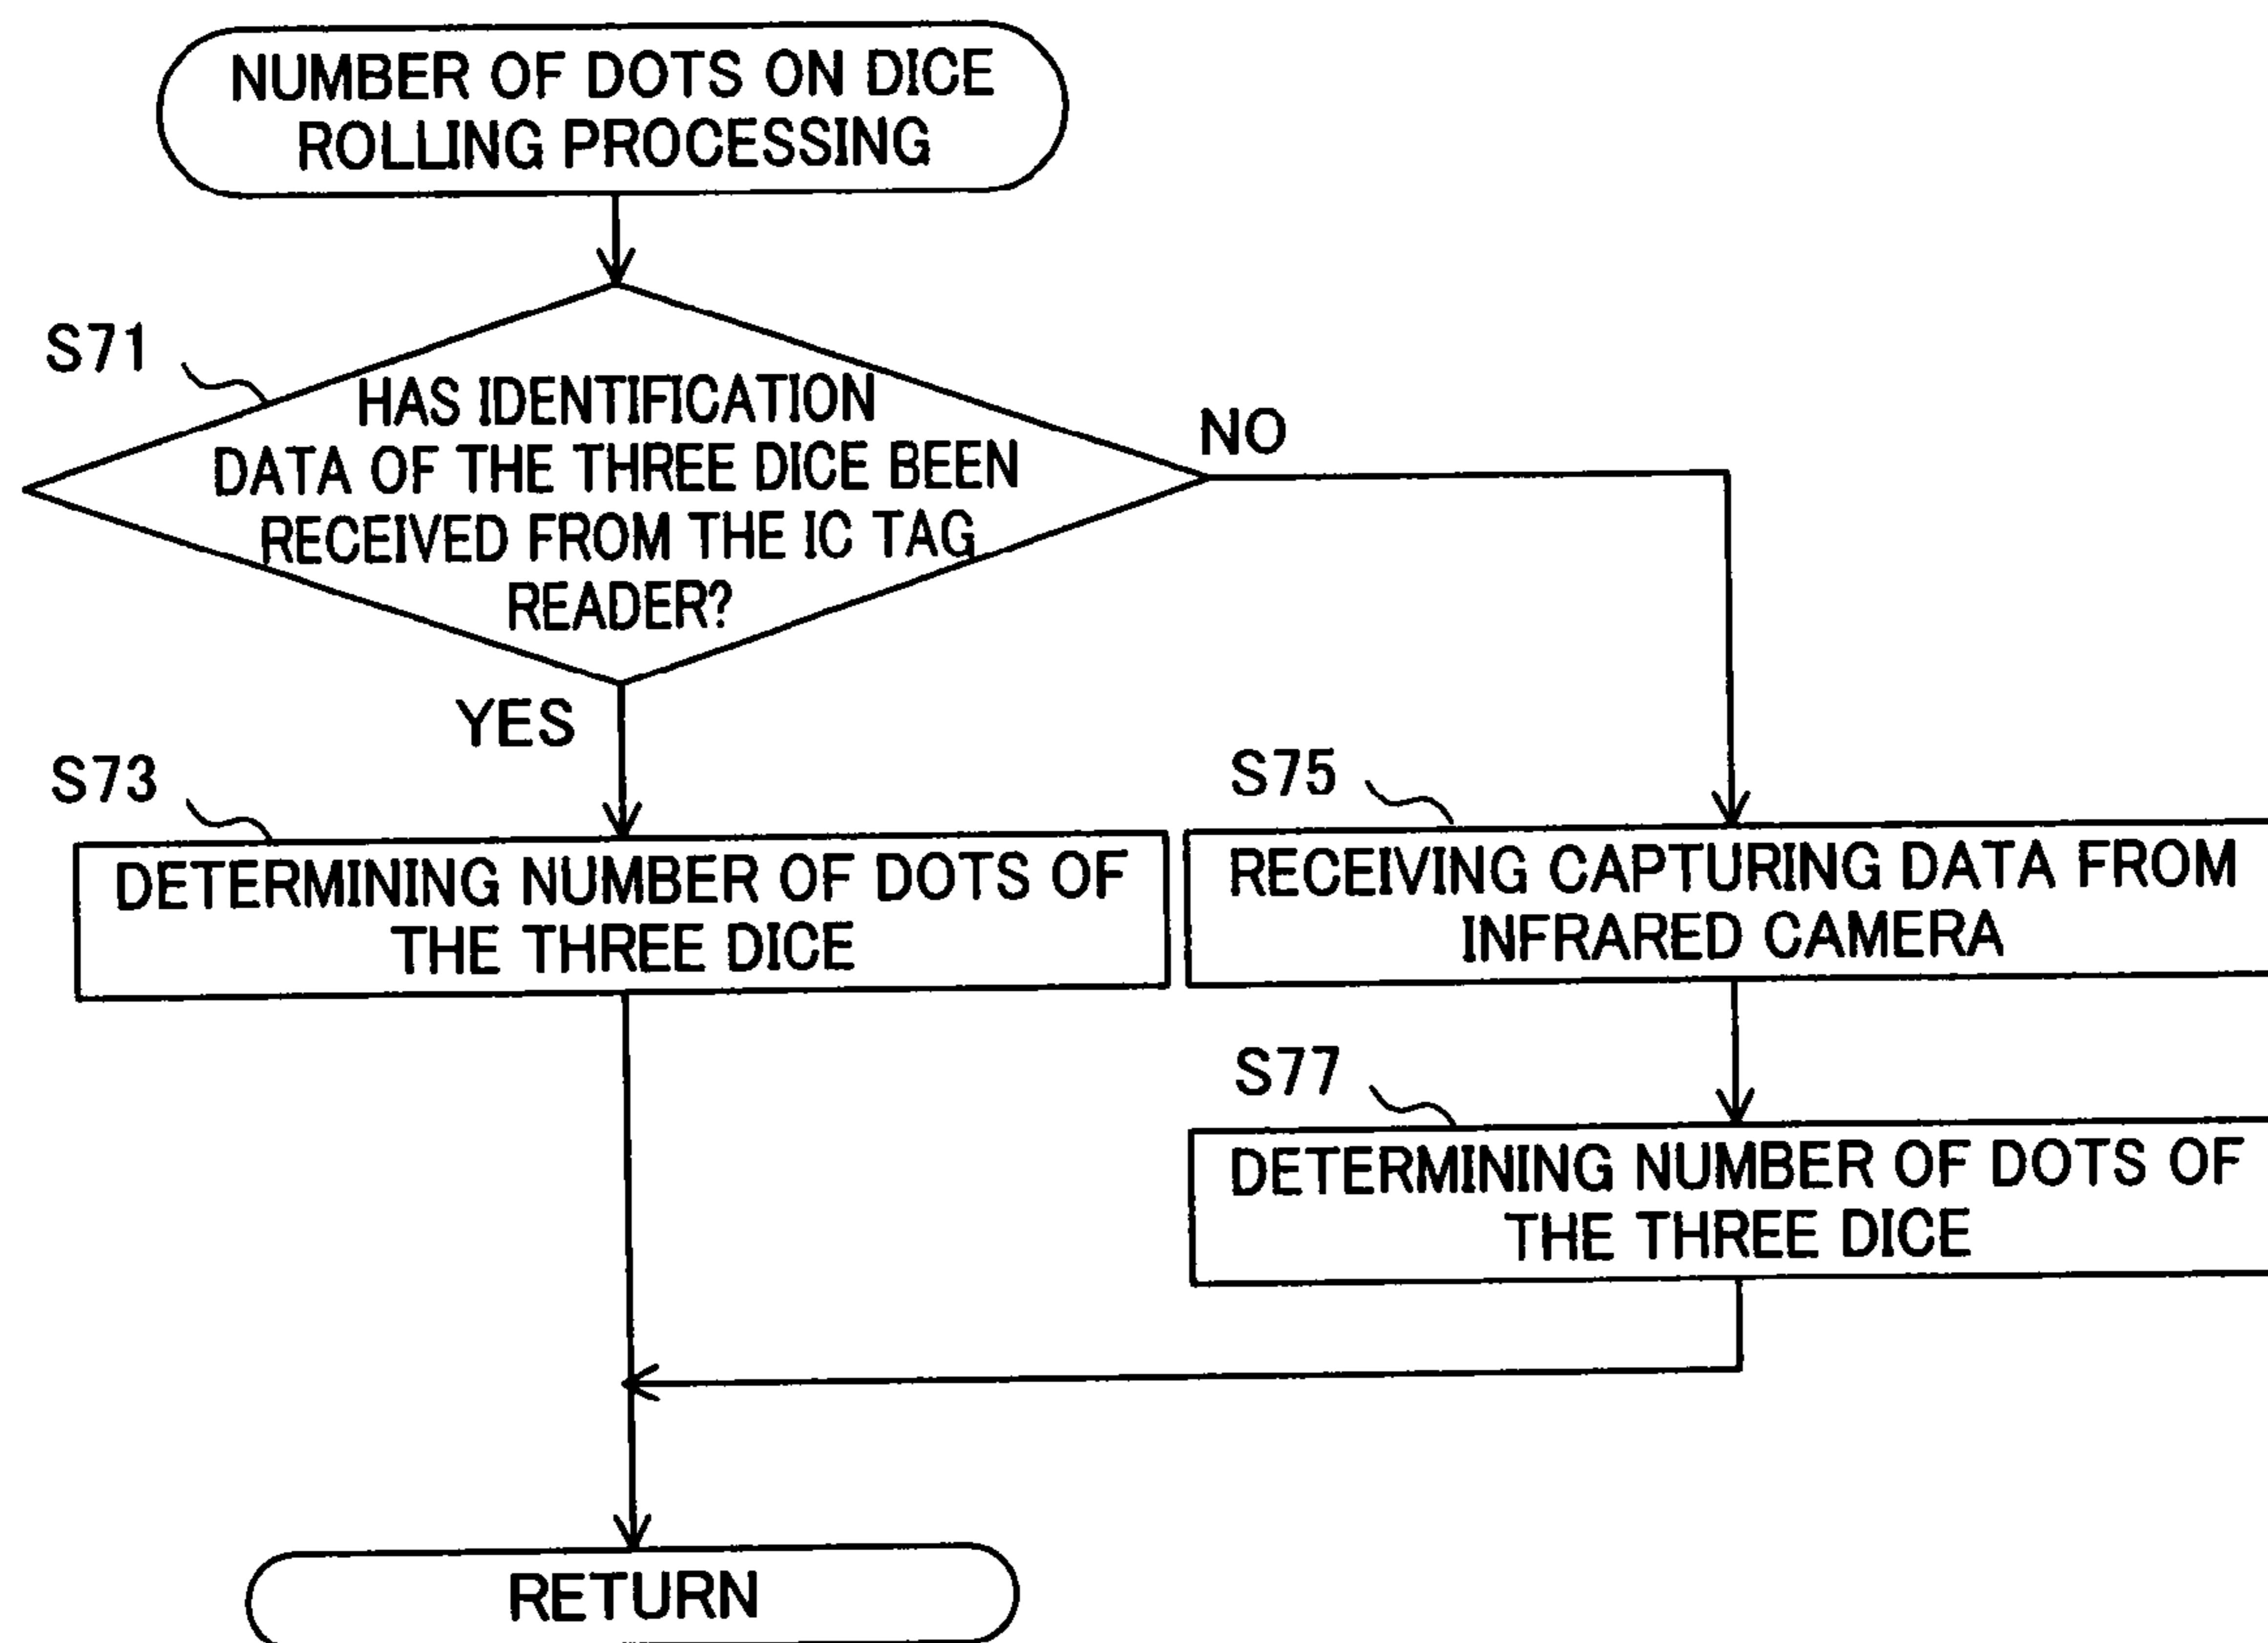 NUMBER OF DOTS ON DICE
ROLLING PROCESSING
S71
HAS IDENTIFICATION
DATA OF THE THREE DICE BEEN
RECEIVED FROM THE IC TAG
READER?
NO
YES
S73
DETERMINING NUMBER OF DOTS OF
THE THREE DICE
S75
RECEIVING CAPTURING DATA FROM
INFRARED CAMERA
S77
DETERMINING NUMBER OF DOTS OF
THE THREE DICE
RETURN